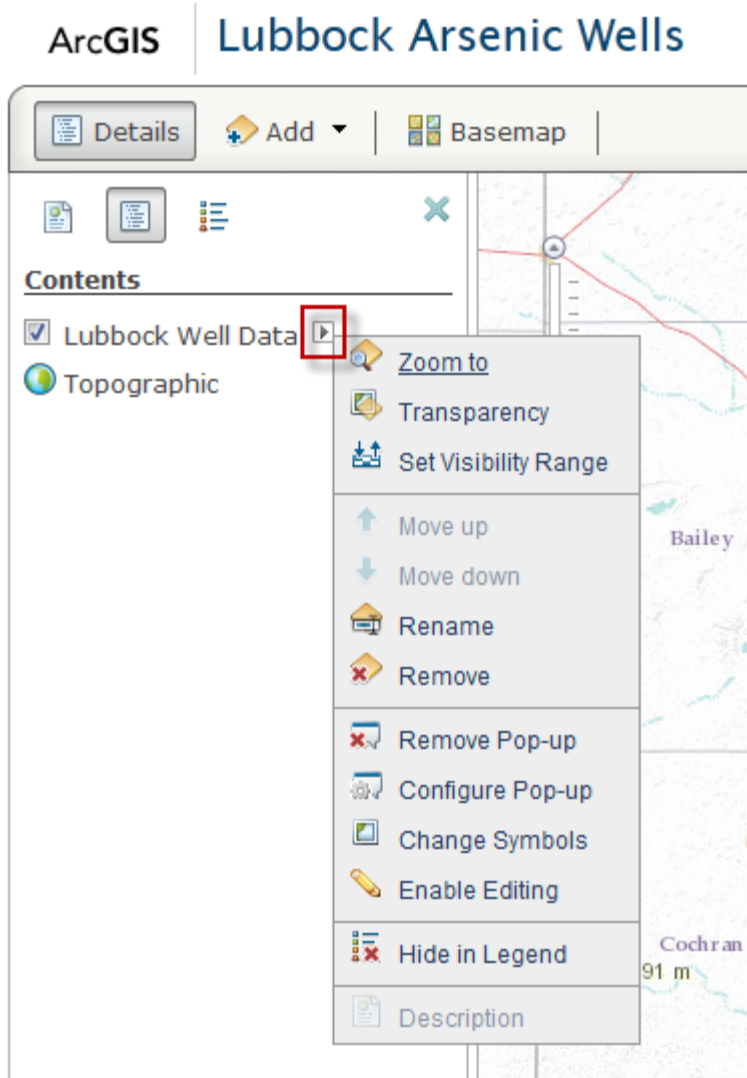 ArcGIS Lubbock Arsenic Wells
Details Add Basemap
Contents
Lubbock Well Data
Topographic
Zoom to
Transparency
Set Visibility Range
Move up
Move down
Rename
Remove
Remove Pop-up
Configure Pop-up
Change Symbols
Enable Editing
Hide in Legend
Description
Bailey
Cochran
91 m